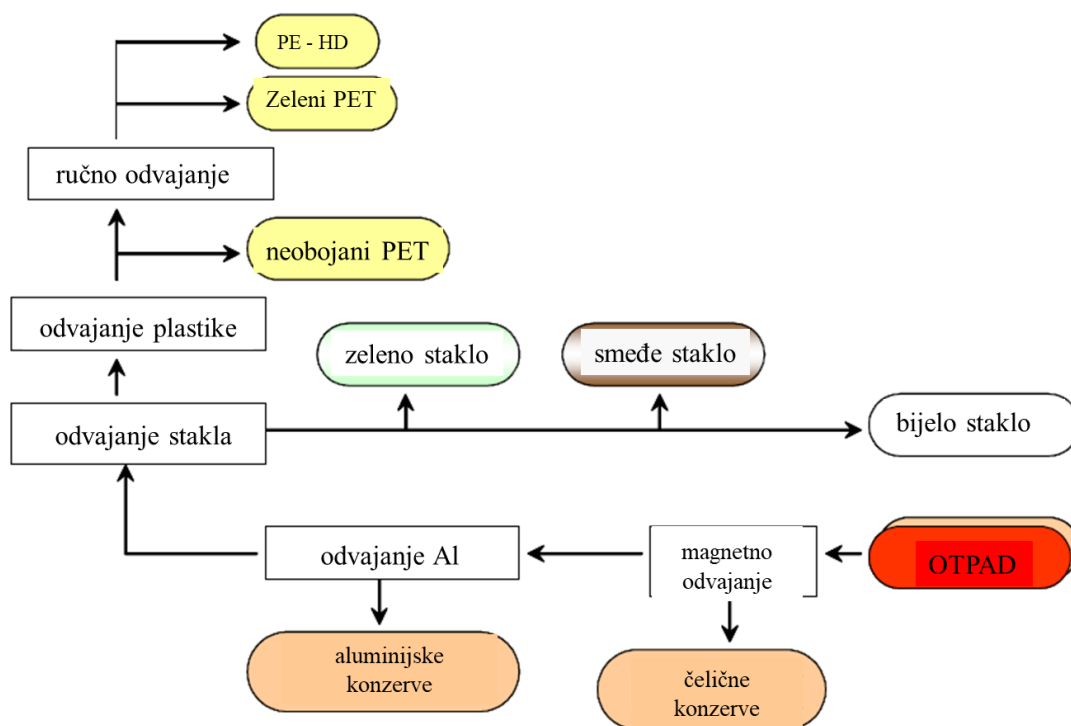 PE - HD
Zeleni PET
ručno odvajanje
neobojani PET
odvajanje plastike
zeleno staklo
smeđe staklo
odvajanje stakla
bijelo staklo
odvajanje Al
magnetno
odvajanje
OTPAD
aluminijske
konzerve
čelične
konzerve